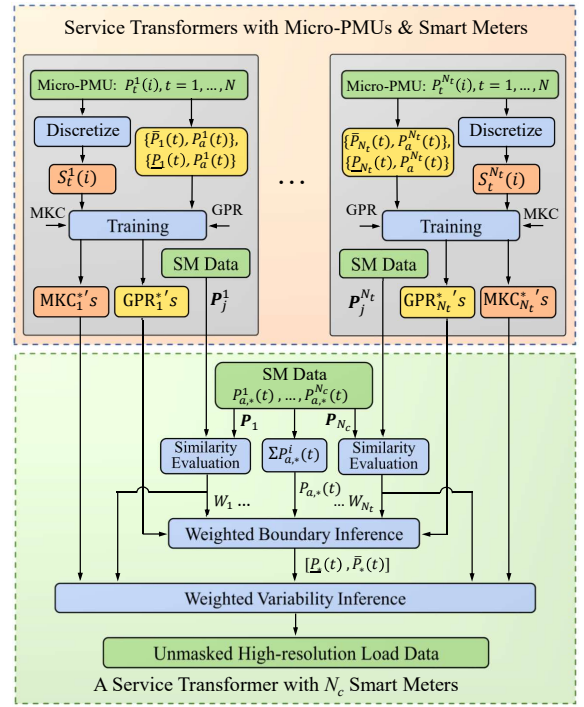 Service Transformers with Micro-PMUs & Smart Meters
Micro-PMU: P_t^1(i), t = 1, …, N
Discretize
{P̄_1(t), P_a^1(t)},
{P̲_1(t), P_a^1(t)}
S_t^1(i)
MKC
GPR
Training
SM Data
P_j^1
MKC_1^*'s
GPR_1^*'s
...
Micro-PMU: P_t^{N_t}(i), t = 1, …, N
{P̄_{N_t}(t), P_a^{N_t}(t)},
{P̲_{N_t}(t), P_a^{N_t}(t)}
Discretize
S_t^{N_t}(i)
GPR
MKC
Training
SM Data
P_j^{N_t}
GPR_{N_t}^*'s
MKC_{N_t}^*'s
SM Data
P_{a,*}^1(t) , …, P_{a,*}^{N_c}(t)
P_1
P_{N_c}
Similarity
Evaluation
ΣP_{a,*}^i(t)
Similarity
Evaluation
W_1 ...
P_{a,*}(t)
... W_{N_t}
Weighted Boundary Inference
[P̲_*(t) , P̄_*(t)]
Weighted Variability Inference
Unmasked High-resolution Load Data
A Service Transformer with N_c Smart Meters